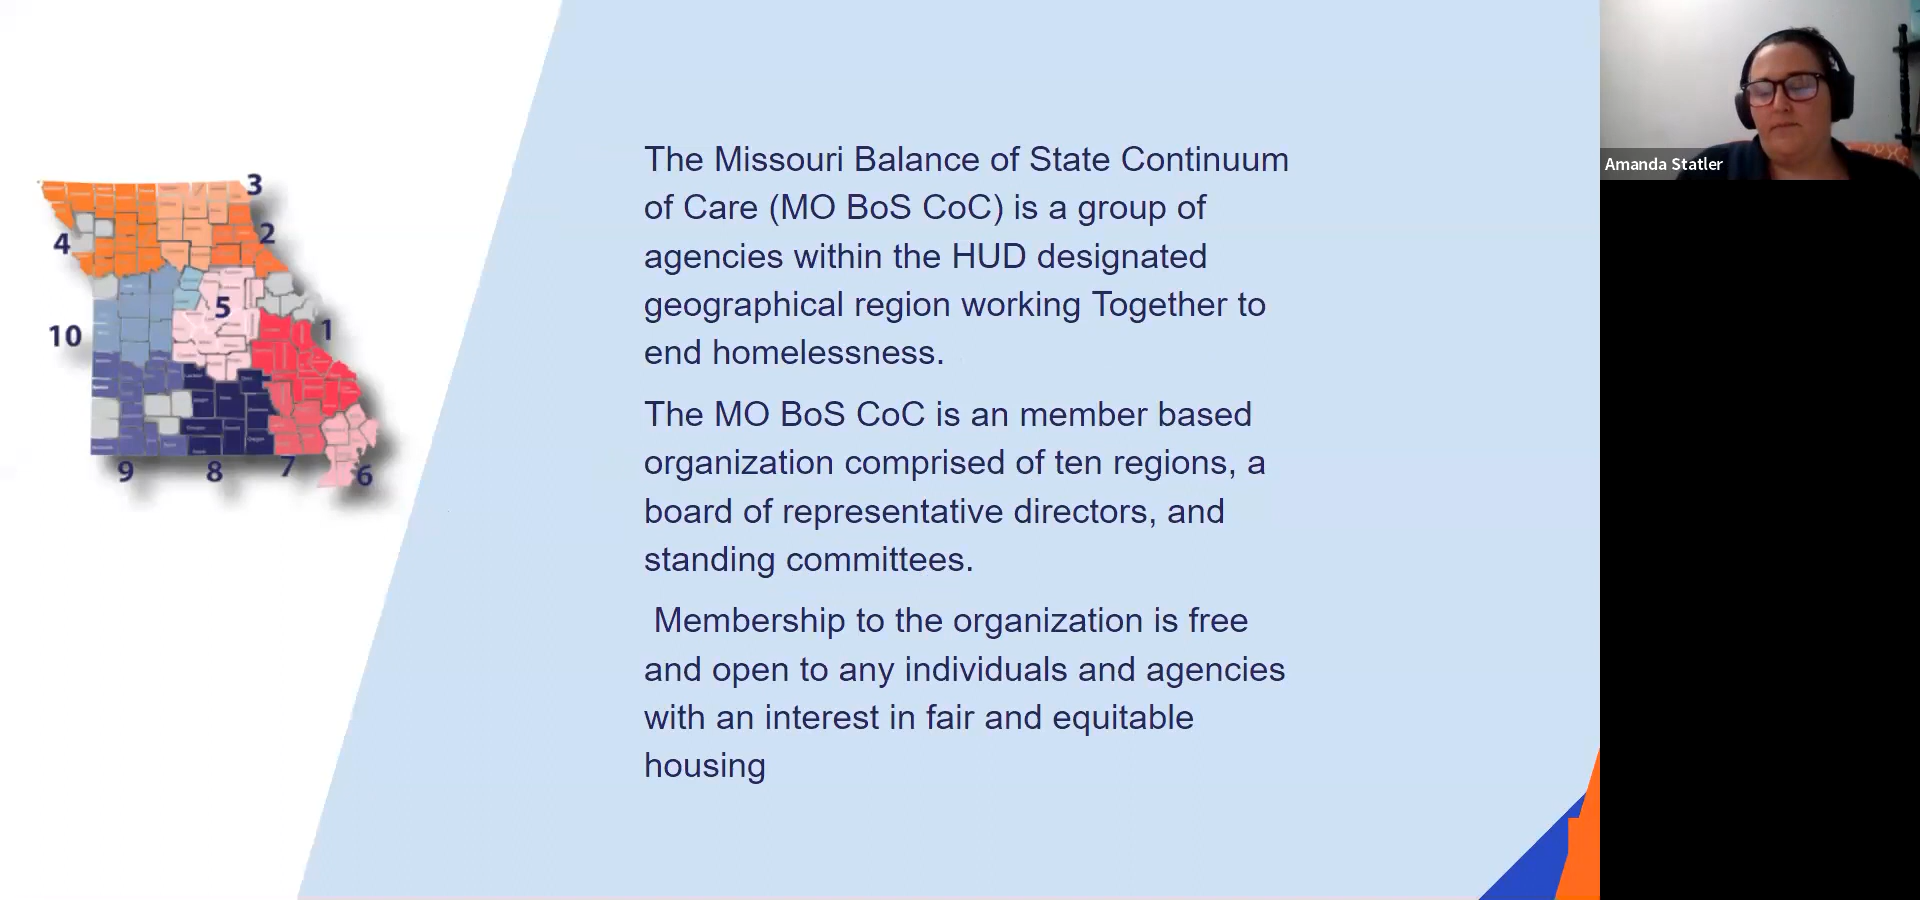 The Missouri Balance of State Continuum
of Care (MO BoS CoC) is a group of
agencies within the HUD designated
geographical region working Together to
end homelessness.
The MO BoS CoC is an member based
organization comprised of ten regions, a
board of representative directors, and
standing committees.
Membership to the organization is free
and open to any individuals and agencies
with an interest in fair and equitable
housing
3
2
4
5
1
10
9
8
7
6
Amanda Statler